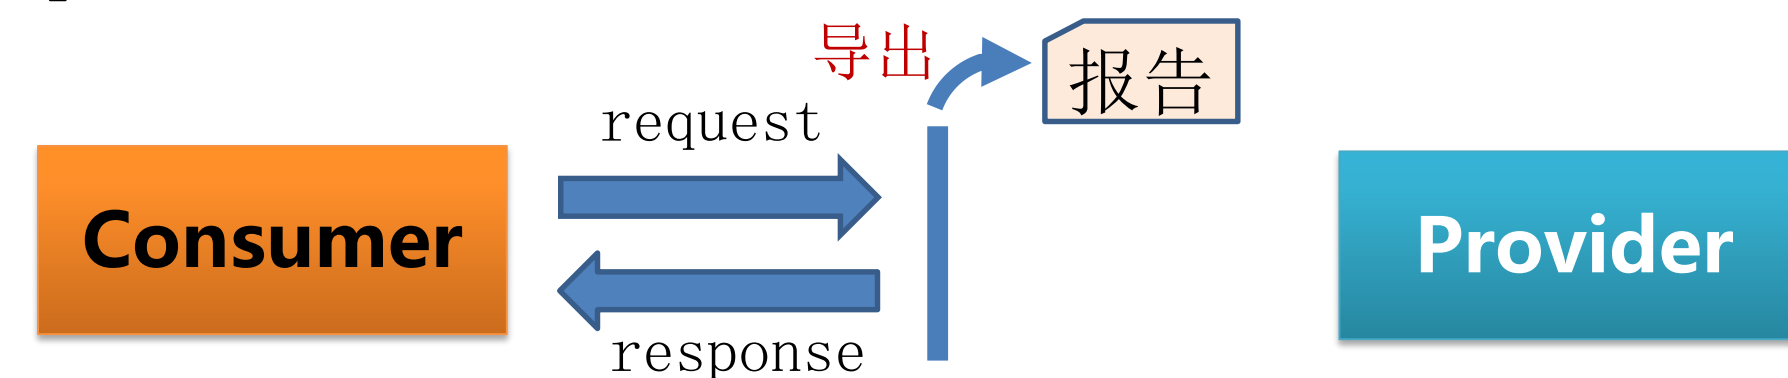 导出
报告
request
Consumer
Provider
response